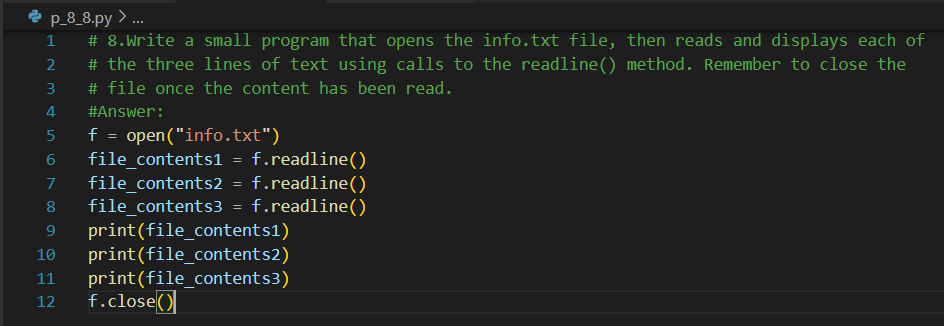 p_8_8.py > ...
1 # 8.Write a small program that opens the info.txt file, then reads and displays each of
2 # the three lines of text using calls to the readline() method. Remember to close the
3 # file once the content has been read.
4 #Answer:
5 f = open("info.txt")
6 file_contents1 = f.readline()
7 file_contents2 = f.readline()
8 file_contents3 = f.readline()
9 print(file_contents1)
10 print(file_contents2)
11 print(file_contents3)
12 f.close()